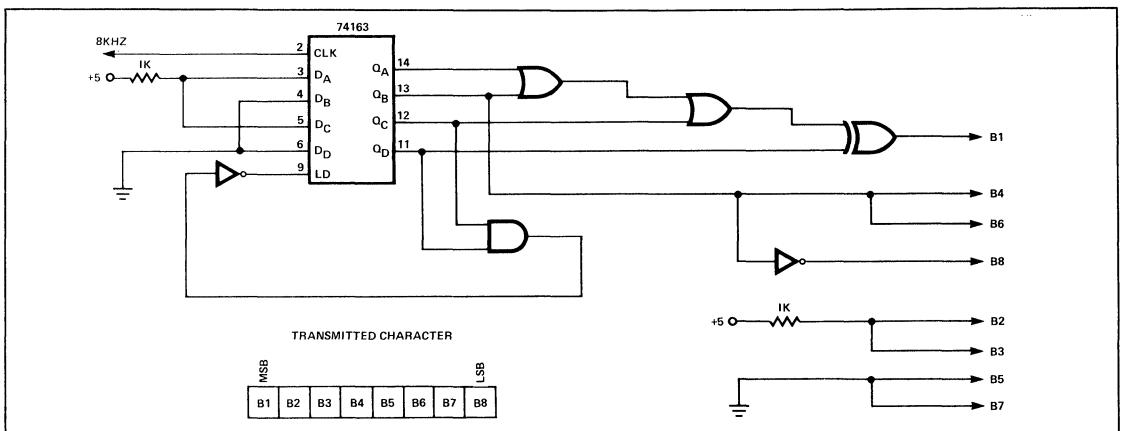 74163
8KHZ
2 CLK
1K
+5
3 DA
4 DB
5 DC
6 DD
9 LD
QA 14
QB 13
QC 12
QD 11
B1
B4
B6
B8
1K
+5
B2
B3
B5
B7
TRANSMITTED CHARACTER
MSB
LSB
B1 B2 B3 B4 B5 B6 B7 B8